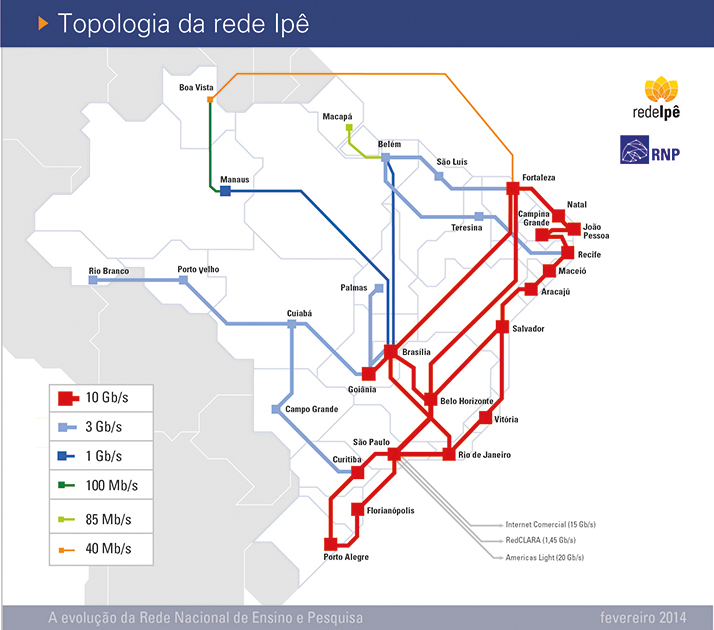 Topologia da rede Ipê
Boa Vista
Macapá
Belém
São Luis
Manaus
Fortaleza
redeIpê
RNP
Natal
Campina
Grande
João
Pessoa
Teresina
Recife
Maceió
Aracajú
Rio Branco
Porto velho
Palmas
Cuiabá
Salvador
Brasília
Goiânia
10 Gb/s
3 Gb/s
1 Gb/s
100 Mb/s
85 Mb/s
40 Mb/s
Campo Grande
Belo Horizonte
Vitória
São Paulo
Rio de Janeiro
Curitiba
Florianópolis
Porto Alegre
Internet Comercial (15 Gb/s)
RedCLARA (1,45 Gb/s)
Americas Light (20 Gb/s)
A evolução da Rede Nacional de Ensino e Pesquisa
fevereiro 2014